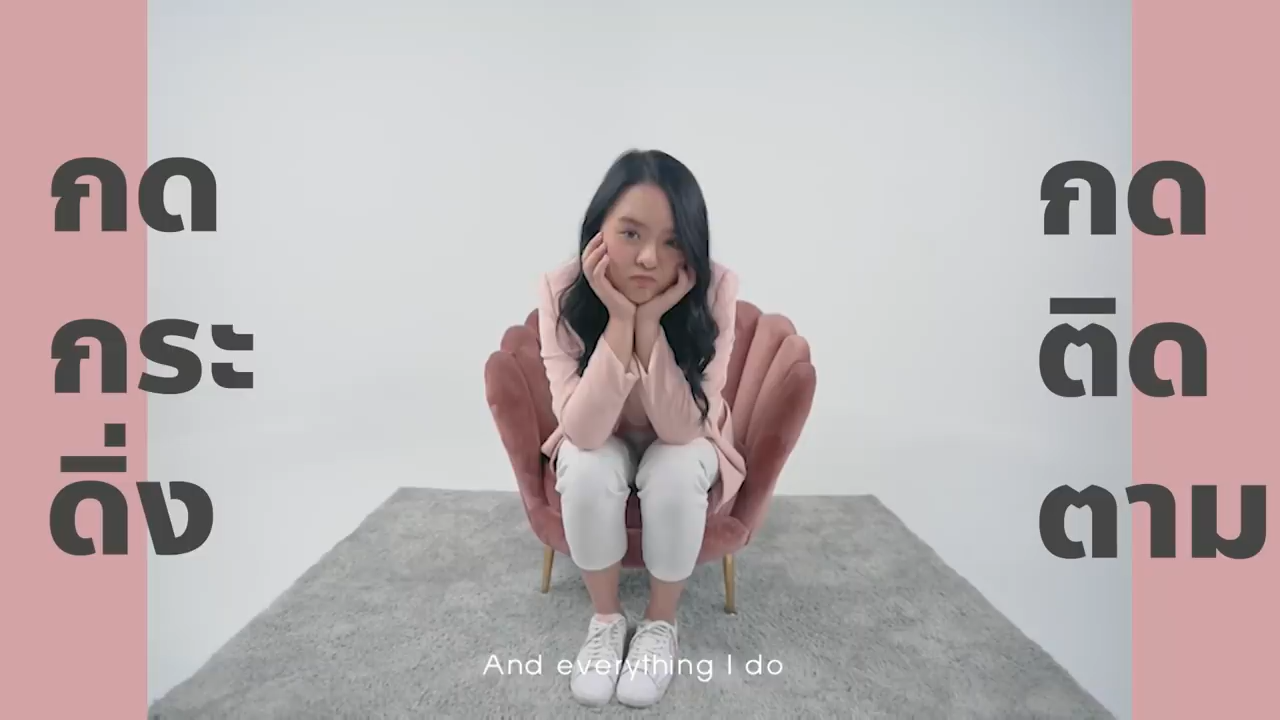 กด
กระ
ดิ่ง
กด
ติด
ตาม
And everything I do